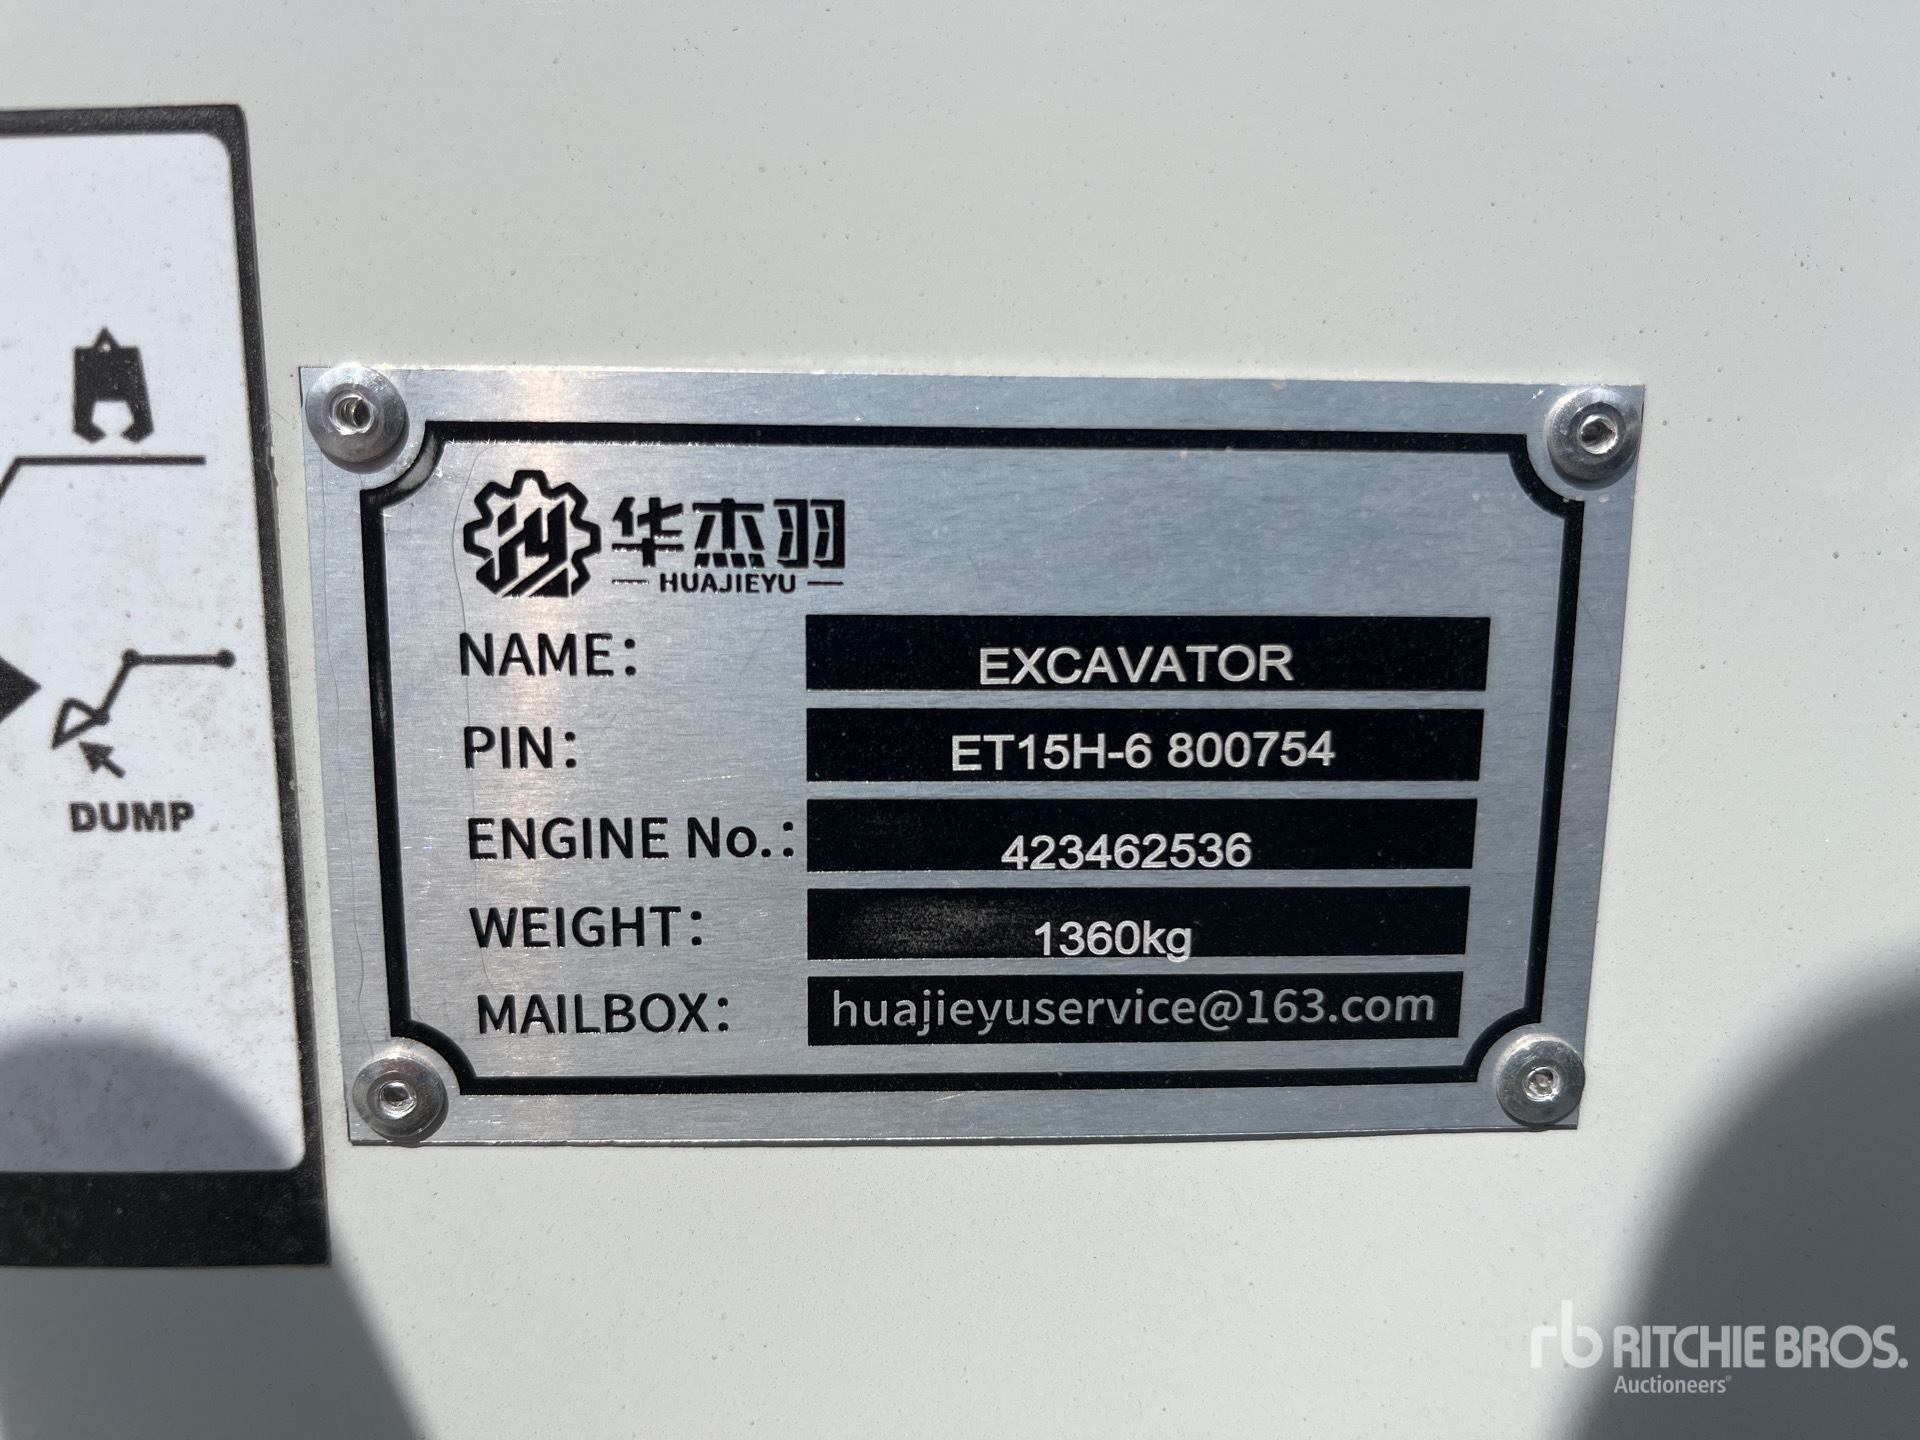 华杰羽
HUAJIEYU
NAME: EXCAVATOR
PIN: ET15H-6 800754
ENGINE No.: 423462536
WEIGHT: 1360kg
MAILBOX: huajieyuservice@163.com
DUMP
rb RITCHIE BROS.
Auctioneers®